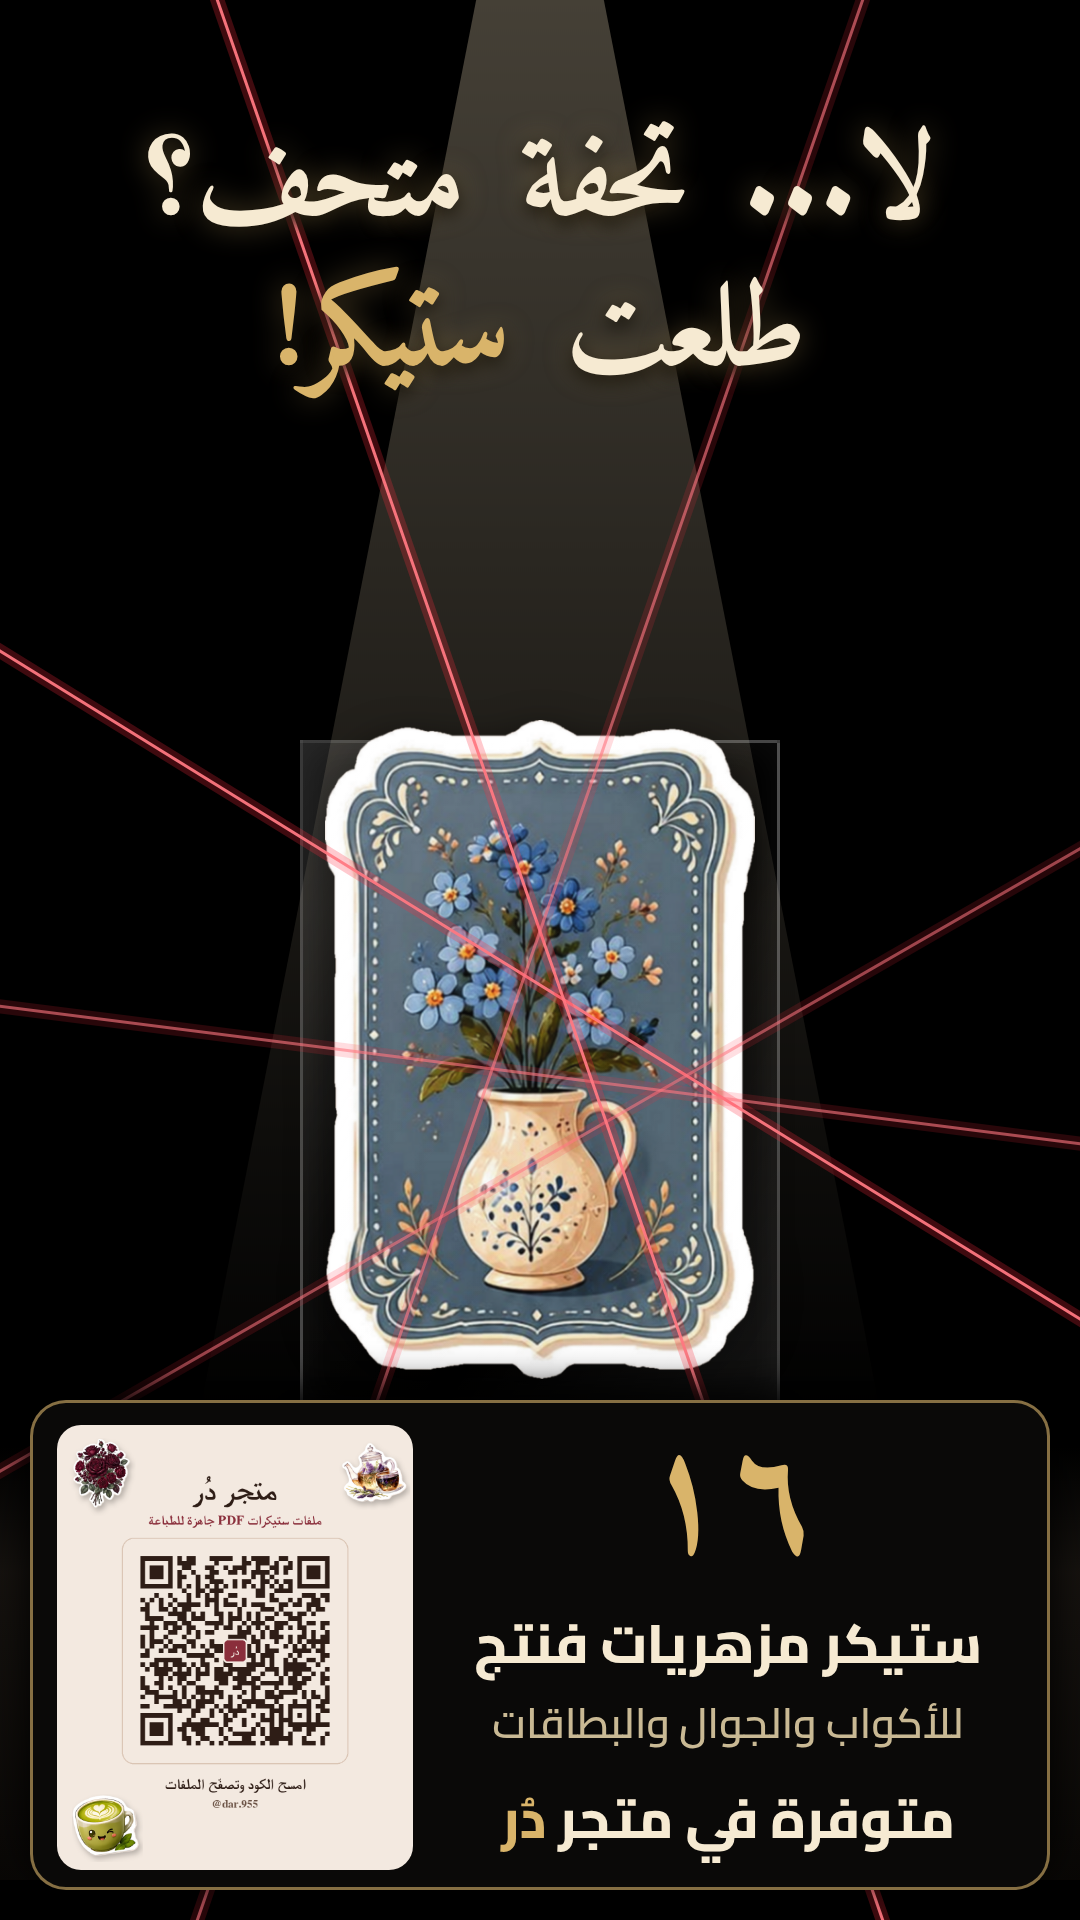 لا... تحفة متحف؟
طلعت ستيكر!
١٦
ستيكر مزهريات فنتج
للأكواب والجوال والبطاقات
متوفرة في متجر دُر
متجر دُر
ملفات ستيكرات PDF جاهزة للطباعة
دُر
امسح الكود وتصفّح الملفات
@dar.955